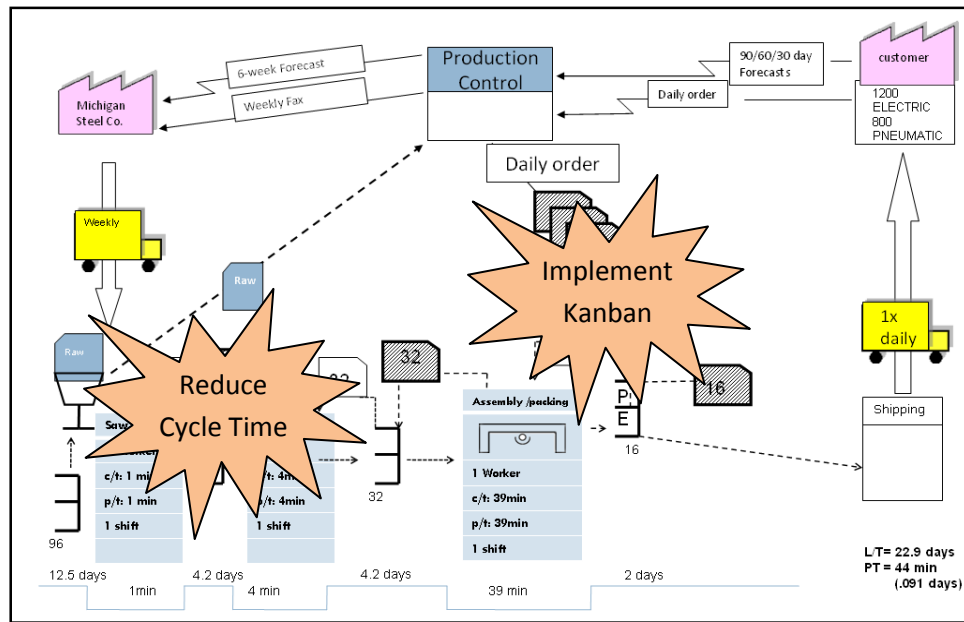 Production
Control
6-week Forecast
Weekly Fax
90/60/30 day
Forecasts
Daily order
customer
1200
ELECTRIC
800
PNEUMATIC
Michigan
Steel Co.
Daily order
Weekly
Raw
Raw
Implement
Kanban
Reduce
Cycle Time
32
16
1x
daily
Saw
c/t: 1 min
p/t: 1 min
1 shift
96
c/t: 4min
p/t: 4min
1 shift
32
Assembly /packing
1 Worker
c/t: 39min
p/t: 39min
1 shift
P
E
16
Shipping
L/T= 22.9 days
PT = 44 min
(.091 days)
12.5 days
4.2 days
4.2 days
2 days
1min
4 min
39 min